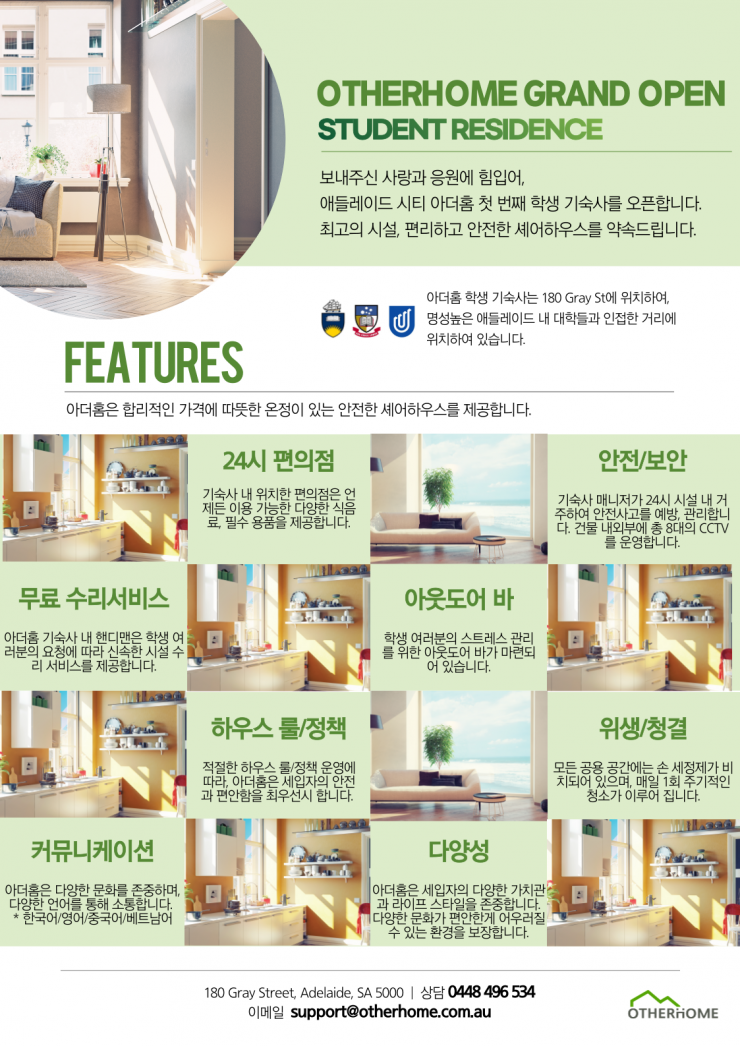 OTHERHOME GRAND OPEN
STUDENT RESIDENCE
보내주신 사랑과 응원에 힘입어,
애들레이드 시티 아더홈 첫 번째 학생 기숙사를 오픈합니다.
최고의 시설, 편리하고 안전한 셰어하우스를 약속드립니다.
아더홈 학생 기숙사는 180 Gray St에 위치하여,
명성높은 애들레이드 내 대학들과 인접한 거리에
위치하여 있습니다.
FEATURES
아더홈은 합리적인 가격에 따뜻한 온정이 있는 안전한 셰어하우스를 제공합니다.
24시 편의점
기숙사 내 위치한 편의점은 언
제든 이용 가능한 다양한 식음
료, 필수 용품을 제공합니다.
안전/보안
기숙사 매니저가 24시 시설 내 거
주하여 안전사고를 예방, 관리합니
다. 건물 내외부에 총 8대의 CCTV
를 운영합니다.
무료 수리서비스
아더홈 기숙사 내 핸디맨은 학생 여
러분의 요청에 따라 신속한 시설 수
리 서비스를 제공합니다.
아웃도어 바
학생 여러분의 스트레스 관리
를 위한 아웃도어 바가 마련되
어 있습니다.
하우스 룰/정책
적절한 하우스 룰/정책 운영에
따라, 아더홈은 세입자의 안전
과 편안함을 최우선시 합니다.
위생/청결
모든 공용 공간에는 손 세정제가 비
치되어 있으며, 매일 1회 주기적인
청소가 이루어 집니다.
커뮤니케이션
아더홈은 다양한 문화를 존중하며,
다양한 언어를 통해 소통합니다.
* 한국어/영어/중국어/베트남어
다양성
아더홈은 세입자의 다양한 가치관
과 라이프 스타일을 존중합니다.
다양한 문화가 편안한게 어우러질
수 있는 환경을 보장합니다.
180 Gray Street, Adelaide, SA 5000 | 상담 0448 496 534
이메일 support@otherhome.com.au
OTHERHOME